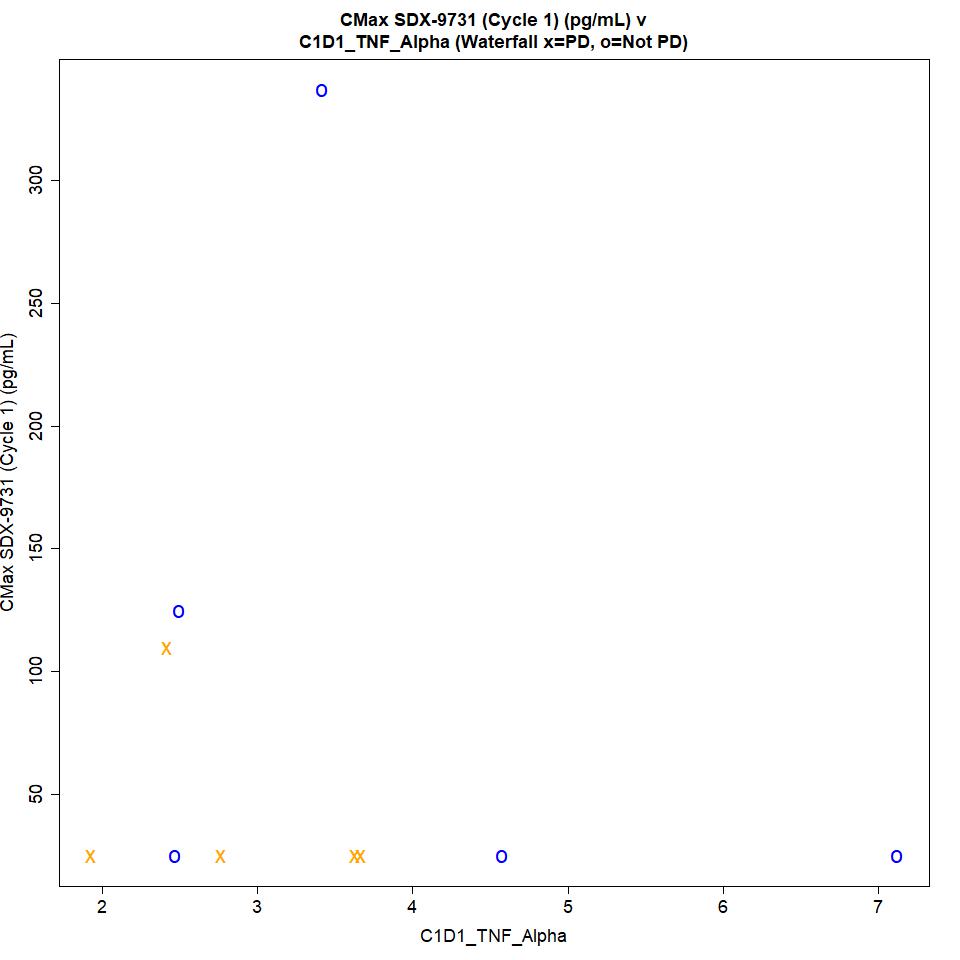 CMax SDX-9731 (Cycle 1) (pg/mL) v
C1D1_TNF_Alpha (Waterfall x=PD, o=Not PD)
CMax SDX-9731 (Cycle 1) (pg/mL)
300
250
200
150
100
50
o
o
x
x
o
x
x
x
o
o
2
3
4
5
6
7
C1D1_TNF_Alpha